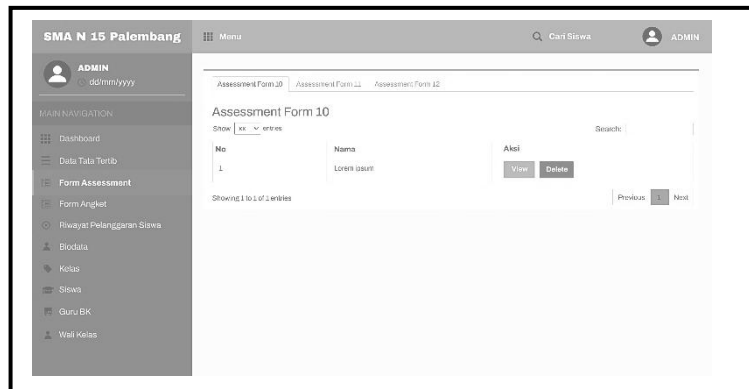 SMA N 15 Palembang
Menu
Cari Siswa
ADMIN
ADMIN
dd/mm/yyyy
MAIN NAVIGATION
Dashboard
Data Tata Tertib
Form Assessment
Form Angket
Riwayat Pelanggaran Siswa
Biodata
Kelas
Siswa
Guru BK
Wali Kelas
Assessment Form 10 Assessment Form 11 Assessment Form 12
Assessment Form 10
Show xx entries
Search:
No Nama Aksi
1 Lorem ipsum View Delete
Showing 1 to 1 of 1 entries
Previous 1 Next